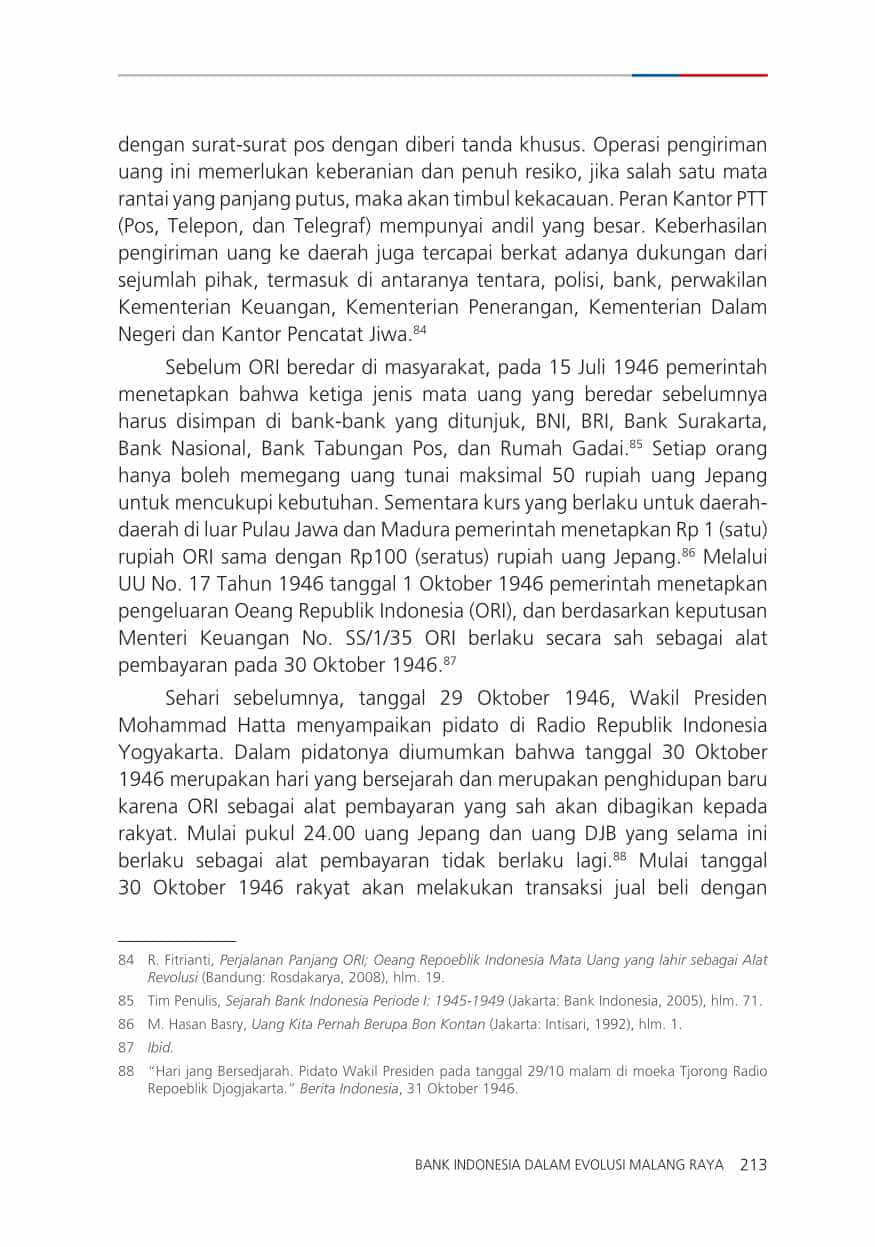 dengan surat-surat pos dengan diberi tanda khusus. Operasi pengiriman
uang ini memerlukan keberanian dan penuh resiko, jika salah satu mata
rantai yang panjang putus, maka akan timbul kekacauan. Peran Kantor PTT
(Pos, Telepon, dan Telegraf) mempunyai andil yang besar. Keberhasilan
pengiriman uang ke daerah juga tercapai berkat adanya dukungan dari
sejumlah pihak, termasuk di antaranya tentara, polisi, bank, perwakilan
Kementerian Keuangan, Kementerian Penerangan, Kementerian Dalam
Negeri dan Kantor Pencatat Jiwa.84
Sebelum ORI beredar di masyarakat, pada 15 Juli 1946 pemerintah
menetapkan bahwa ketiga jenis mata uang yang beredar sebelumnya
harus disimpan di bank-bank yang ditunjuk, BNI, BRI, Bank Surakarta,
Bank Nasional, Bank Tabungan Pos, dan Rumah Gadai.85 Setiap orang
hanya boleh memegang uang tunai maksimal 50 rupiah uang Jepang
untuk mencukupi kebutuhan. Sementara kurs yang berlaku untuk daerah-
daerah di luar Pulau Jawa dan Madura pemerintah menetapkan Rp 1 (satu)
rupiah ORI sama dengan Rp100 (seratus) rupiah uang Jepang.86 Melalui
UU No. 17 Tahun 1946 tanggal 1 Oktober 1946 pemerintah menetapkan
pengeluaran Oeang Republik Indonesia (ORI), dan berdasarkan keputusan
Menteri Keuangan No. SS/1/35 ORI berlaku secara sah sebagai alat
pembayaran pada 30 Oktober 1946.87
Sehari sebelumnya, tanggal 29 Oktober 1946, Wakil Presiden
Mohammad Hatta menyampaikan pidato di Radio Republik Indonesia
Yogyakarta. Dalam pidatonya diumumkan bahwa tanggal 30 Oktober
1946 merupakan hari yang bersejarah dan merupakan penghidupan baru
karena ORI sebagai alat pembayaran yang sah akan dibagikan kepada
rakyat. Mulai pukul 24.00 uang Jepang dan uang DJB yang selama ini
berlaku sebagai alat pembayaran tidak berlaku lagi.88 Mulai tanggal
30 Oktober 1946 rakyat akan melakukan transaksi jual beli dengan
84 R. Fitrianti, Perjalanan Panjang ORI; Oeang Repoeblik Indonesia Mata Uang yang lahir sebagai Alat
Revolusi (Bandung: Rosdakarya, 2008), hlm. 19.
85 Tim Penulis, Sejarah Bank Indonesia Periode I: 1945-1949 (Jakarta: Bank Indonesia, 2005), hlm. 71.
86 M. Hasan Basry, Uang Kita Pernah Berupa Bon Kontan (Jakarta: Intisari, 1992), hlm. 1.
87 Ibid.
88 “Hari jang Bersedjarah. Pidato Wakil Presiden pada tanggal 29/10 malam di moeka Tjorong Radio
Repoeblik Djogjakarta.” Berita Indonesia, 31 Oktober 1946.
BANK INDONESIA DALAM EVOLUSI MALANG RAYA 213